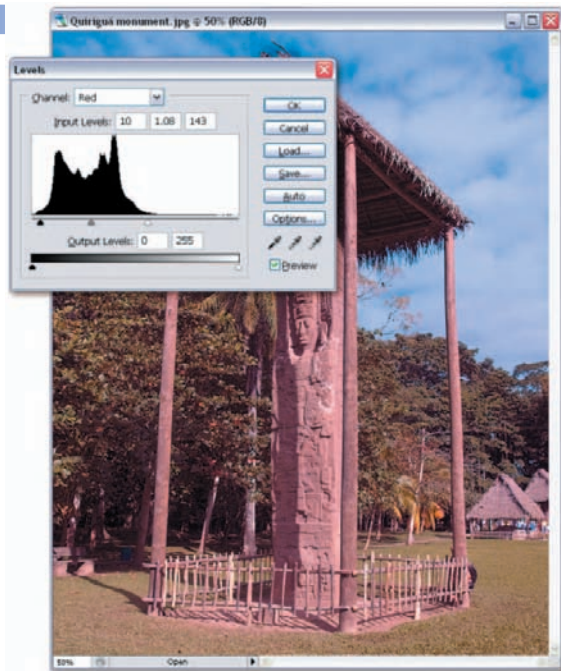 Quiriguá monument.jpg @ 50% (RGB/8)
Levels
Channel: Red
Input Levels: 10 1.08 143
Output Levels: 0 255
OK
Cancel
Load...
Save...
Auto
Options...
Preview
50% Open